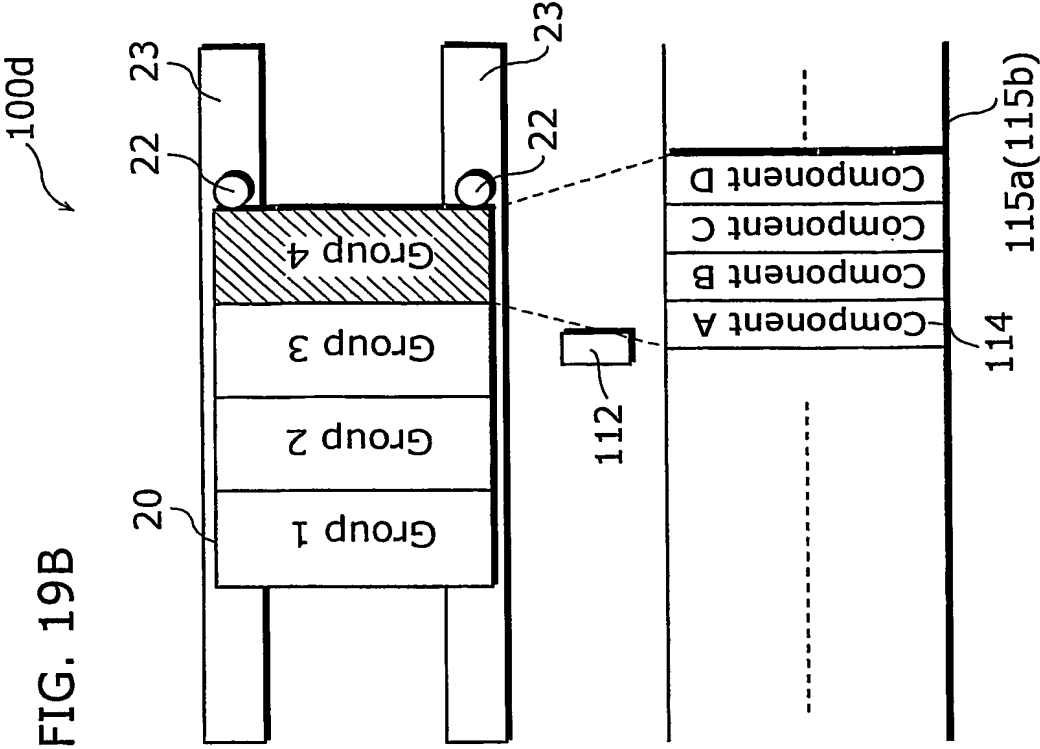 FIG. 19B
100d
23
23
22
22
20
Group 1
Group 2
Group 3
Group 4
112
Component A
Component B
Component C
Component D
114
115a(115b)